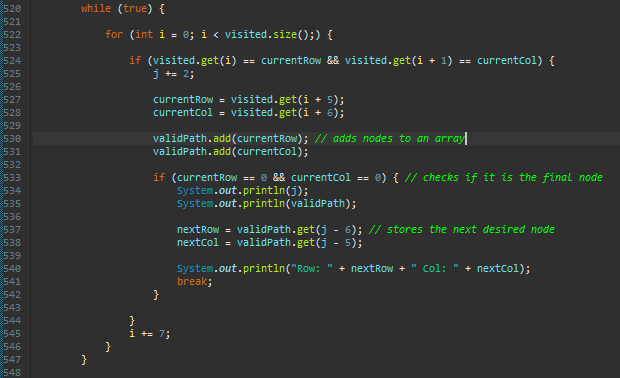 520 while (true) {
521
522 for (int i = 0; i < visited.size();) {
523
524 if (visited.get(i) == currentRow && visited.get(i + 1) == currentCol) {
525 j += 2;
526
527 currentRow = visited.get(i + 5);
528 currentCol = visited.get(i + 6);
529
530 validPath.add(currentRow); // adds nodes to an array
531 validPath.add(currentCol);
532
533 if (currentRow == 0 && currentCol == 0) { // checks if it is the final node
534 System.out.println(j);
535 System.out.println(validPath);
536
537 nextRow = validPath.get(j - 6); // stores the next desired node
538 nextCol = validPath.get(j - 5);
539
540 System.out.println("Row: " + nextRow + " Col: " + nextCol);
541 break;
542 }
543
544 }
545 i += 7;
546 }
547 }
548